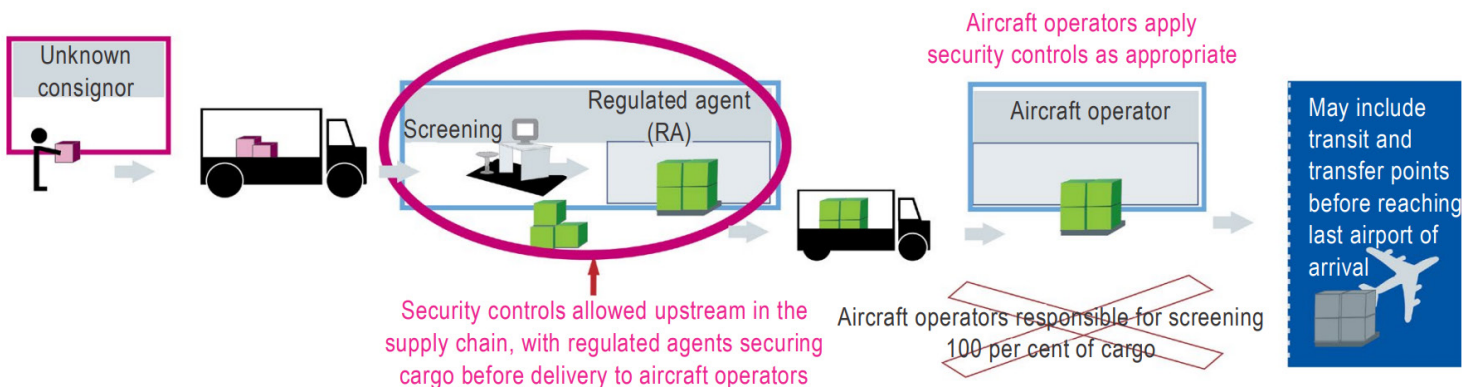 Unknown
consignor
Screening
Regulated agent
(RA)
Security controls allowed upstream in the
supply chain, with regulated agents securing
cargo before delivery to aircraft operators
Aircraft operators apply
security controls as appropriate
Aircraft operator
Aircraft operators responsible for screening
100 per cent of cargo
May include
transit and
transfer points
before reaching
last airport of
arrival